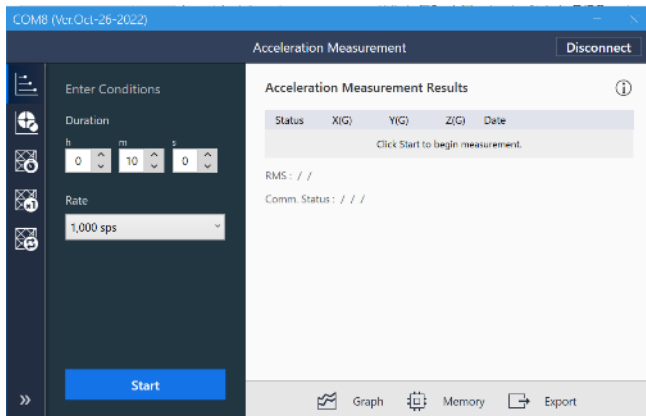 COM8 (Ver.Oct-26-2022)
Acceleration Measurement
Disconnect
Enter Conditions
Duration
h m s
0 10 0
Rate
1,000 sps
Start
Acceleration Measurement Results
Status X(G) Y(G) Z(G) Date
Click Start to begin measurement.
RMS : / /
Comm. Status : / / /
Graph Memory Export